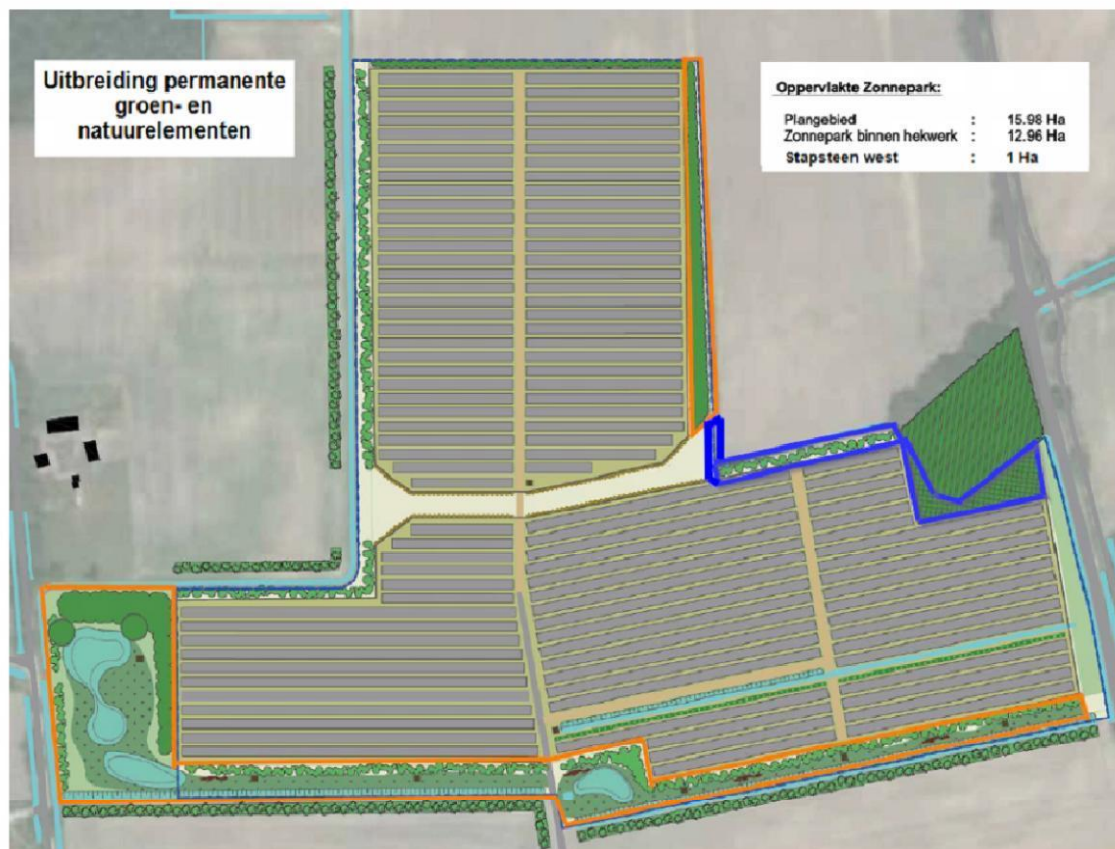 Uitbreiding permanente
groen- en
natuurelementen
Oppervlakte Zonnepark:
Plangebied : 15.98 Ha
Zonnepark binnen hekwerk : 12.96 Ha
Stapsteen west : 1 Ha